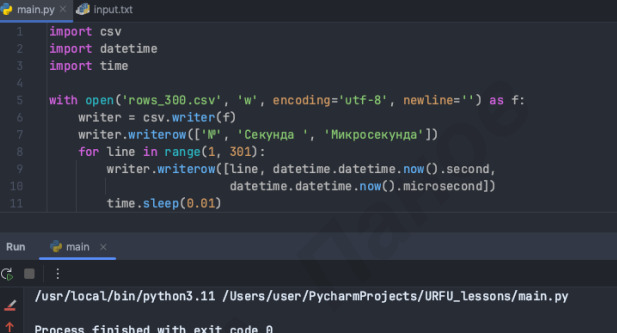 main.py × input.txt
1 import csv
2 import datetime
3 import time
4
5 with open('rows_300.csv', 'w', encoding='utf-8', newline='') as f:
6 writer = csv.writer(f)
7 writer.writerow(['№', 'Секунда ', 'Микросекунда'])
8 for line in range(1, 301):
9 writer.writerow([line, datetime.datetime.now().second,
10 datetime.datetime.now().microsecond])
11 time.sleep(0.01)
Run main ×
/usr/local/bin/python3.11 /Users/user/PycharmProjects/URFU_lessons/main.py
Process finished with exit code 0